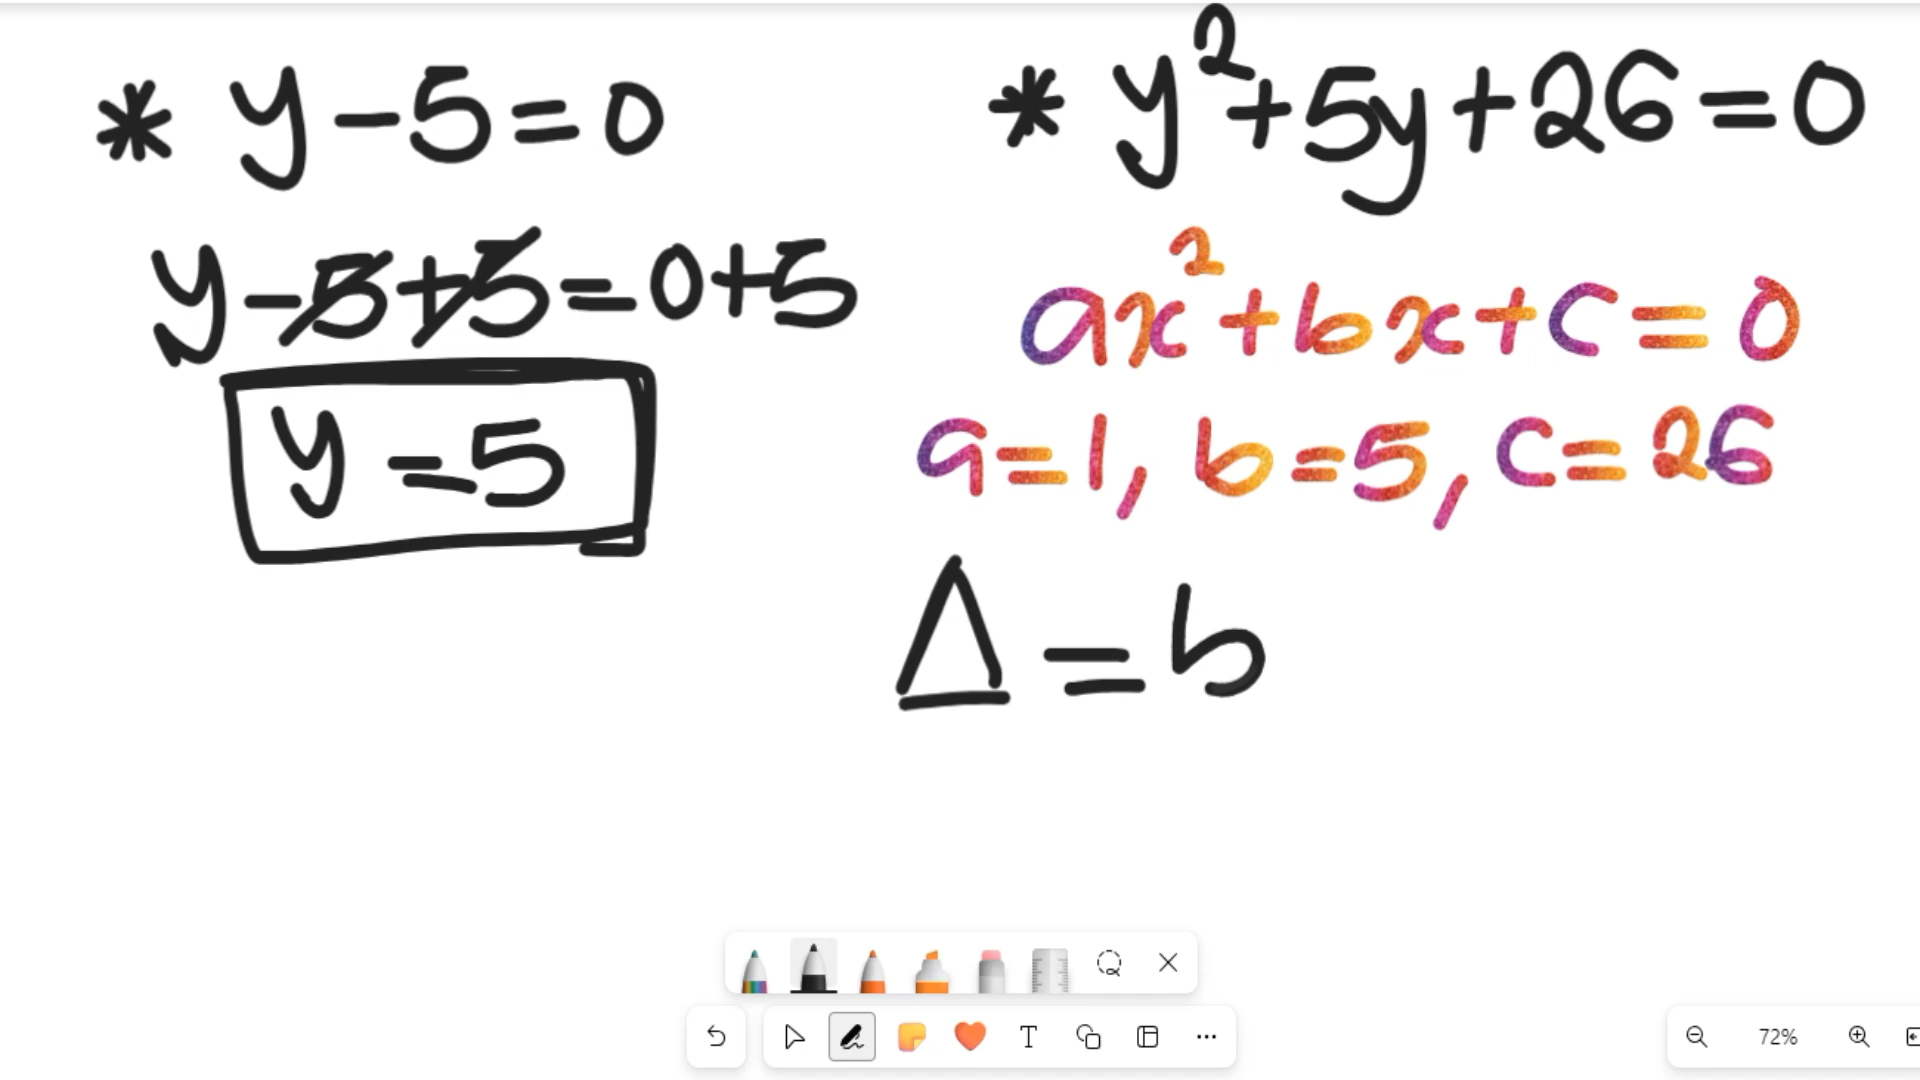 * y-5=0
y-5+5=0+5
y=5
* y²+5y+26=0
ax²+bx+c=0
a=1, b=5, c=26
Δ=b
T
72%